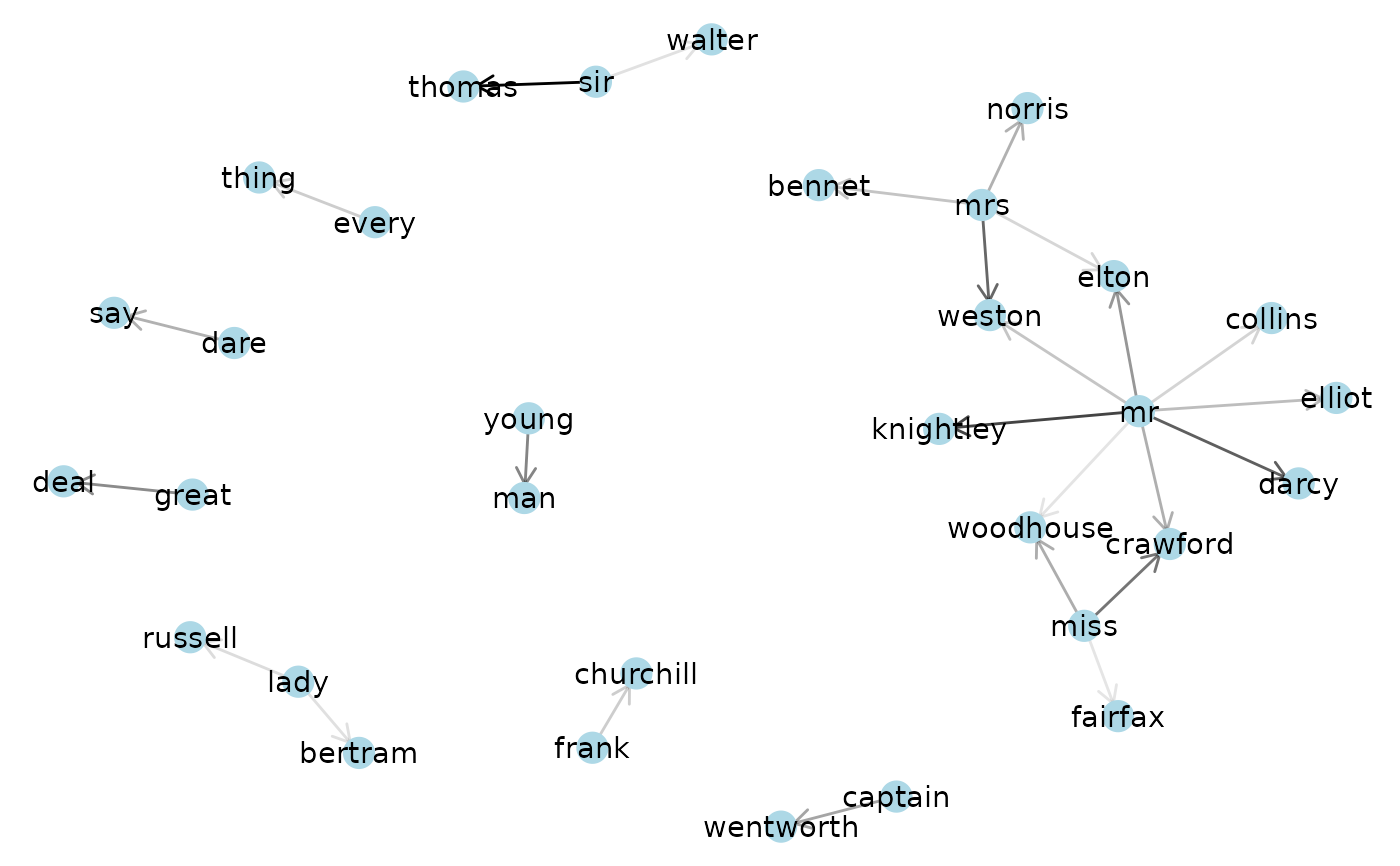 walter
thomas
sir
norris
thing
bennet
mrs
every
elton
say
weston
collins
dare
elliot
mr
young
knightley
deal
great
man
darcy
woodhouse
crawford
miss
russell
churchill
lady
fairfax
frank
bertram
captain
wentworth